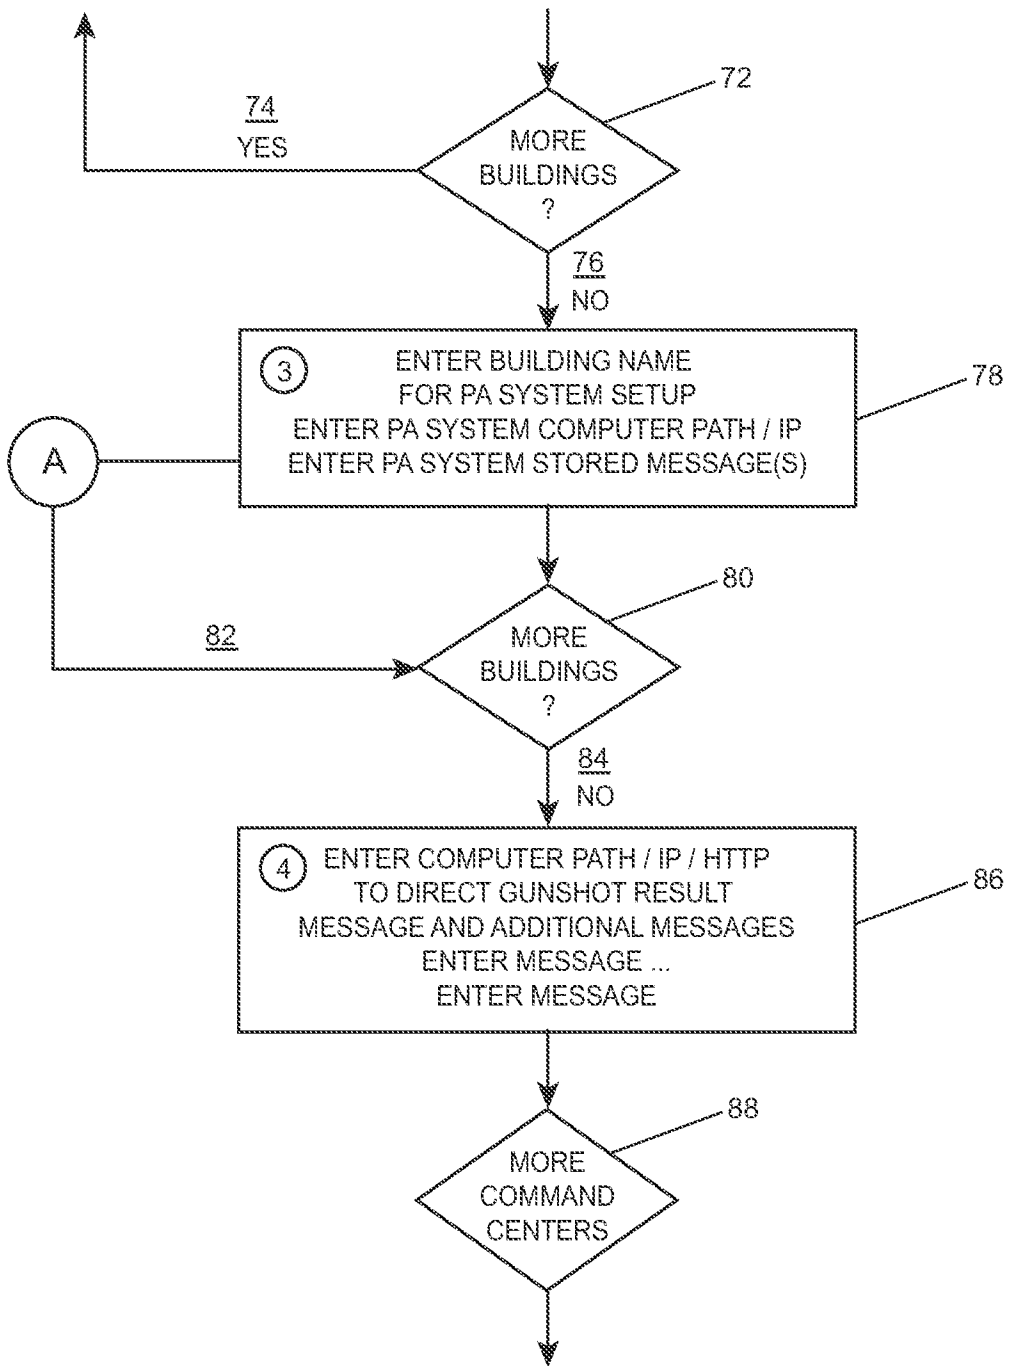 72
74
YES
MORE
BUILDINGS
?
76
NO
3
ENTER BUILDING NAME
FOR PA SYSTEM SETUP
ENTER PA SYSTEM COMPUTER PATH / IP
ENTER PA SYSTEM STORED MESSAGE(S)
78
A
80
MORE
BUILDINGS
?
82
84
NO
4
ENTER COMPUTER PATH / IP / HTTP
TO DIRECT GUNSHOT RESULT
MESSAGE AND ADDITIONAL MESSAGES
ENTER MESSAGE ...
ENTER MESSAGE
86
88
MORE
COMMAND
CENTERS